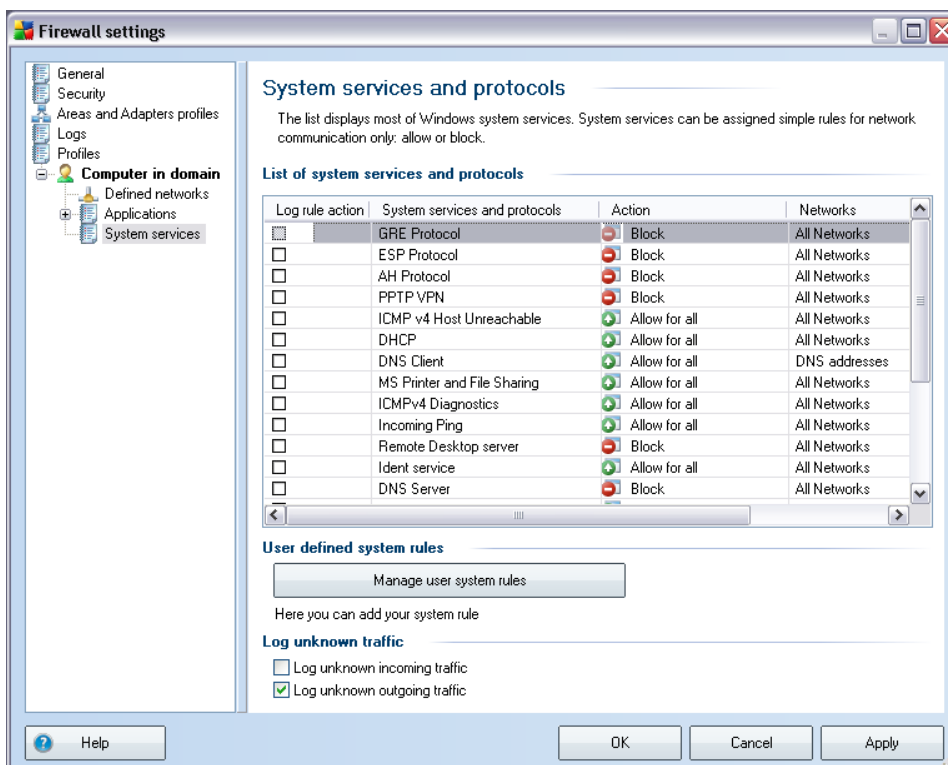 Firewall settings
General
Security
Areas and Adapters profiles
Logs
Profiles
Computer in domain
Defined networks
Applications
System services
System services and protocols
The list displays most of Windows system services. System services can be assigned simple rules for network
communication only: allow or block.
List of system services and protocols
Log rule action System services and protocols Action Networks
GRE Protocol Block All Networks
ESP Protocol Block All Networks
AH Protocol Block All Networks
PPTP VPN Block All Networks
ICMP v4 Host Unreachable Allow for all All Networks
DHCP Allow for all All Networks
DNS Client Allow for all DNS addresses
MS Printer and File Sharing Allow for all All Networks
ICMPv4 Diagnostics Allow for all All Networks
Incoming Ping Allow for all All Networks
Remote Desktop server Block All Networks
Ident service Allow for all All Networks
DNS Server Block All Networks
User defined system rules
Manage user system rules
Here you can add your system rule
Log unknown traffic
Log unknown incoming traffic
Log unknown outgoing traffic
Help OK Cancel Apply